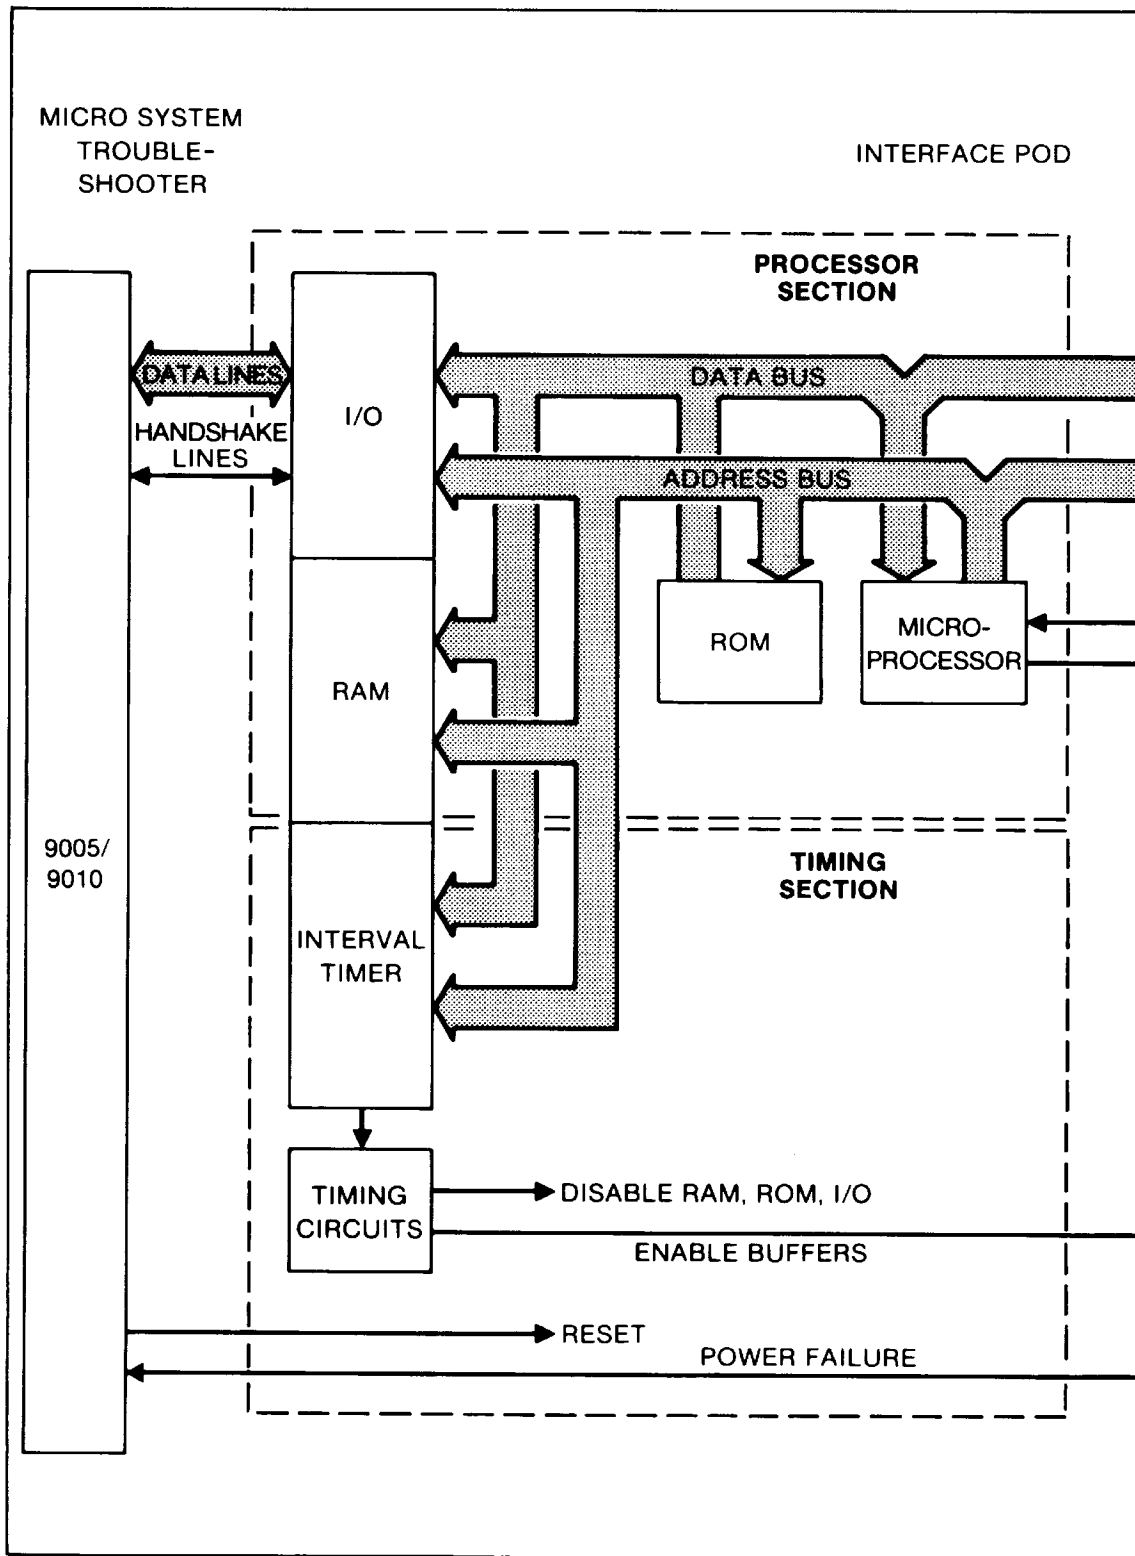 MICRO SYSTEM
TROUBLE-
SHOOTER
INTERFACE POD
PROCESSOR
SECTION
DATA LINES
DATA BUS
I/O
HANDSHAKE
LINES
ADDRESS BUS
ROM
MICRO-
PROCESSOR
RAM
9005/
9010
TIMING
SECTION
INTERVAL
TIMER
TIMING
CIRCUITS
DISABLE RAM, ROM, I/O
ENABLE BUFFERS
RESET
POWER FAILURE